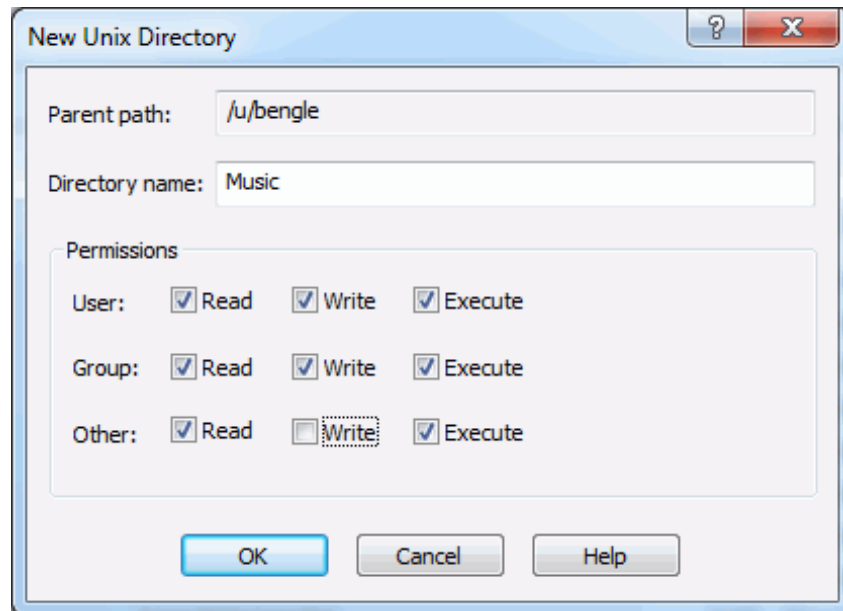 New Unix Directory
Parent path: /u/bengle
Directory name: Music
Permissions
User: Read Write Execute
Group: Read Write Execute
Other: Read Write Execute
OK Cancel Help